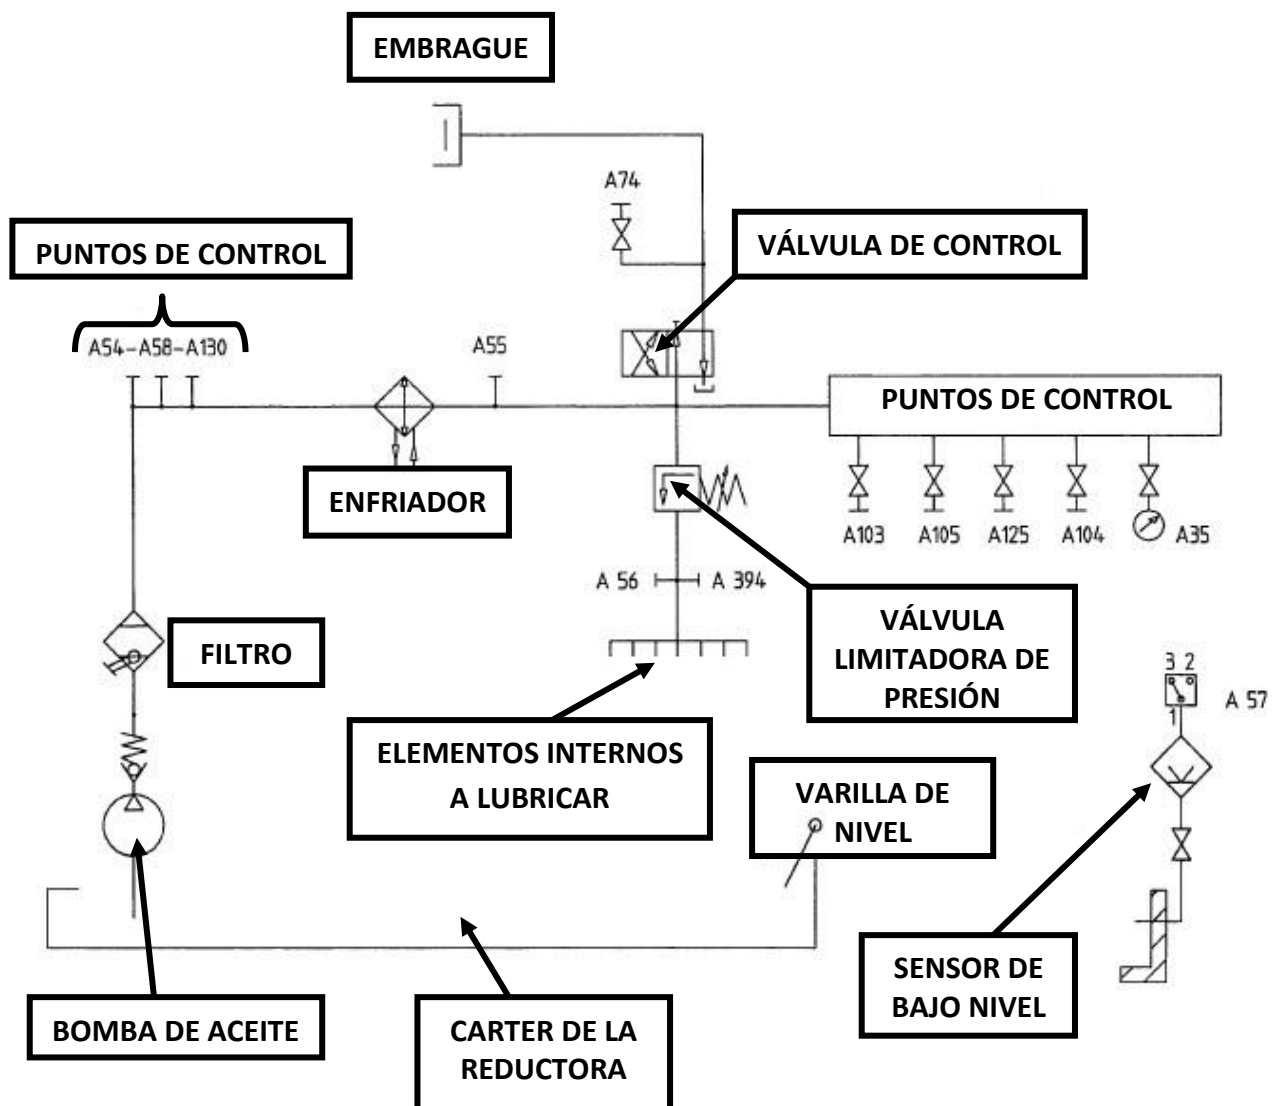 EMBRAGUE
A74
PUNTOS DE CONTROL
VÁLVULA DE CONTROL
A54-A58-A130
A55
PUNTOS DE CONTROL
ENFRIADOR
A103
A105
A125
A104
A35
A 56
A 394
FILTRO
VÁLVULA
LIMITADORA DE
PRESIÓN
3 2
1
A 57
ELEMENTOS INTERNOS
A LUBRICAR
VARILLA DE
NIVEL
SENSOR DE
BAJO NIVEL
BOMBA DE ACEITE
CARTER DE LA
REDUCTORA